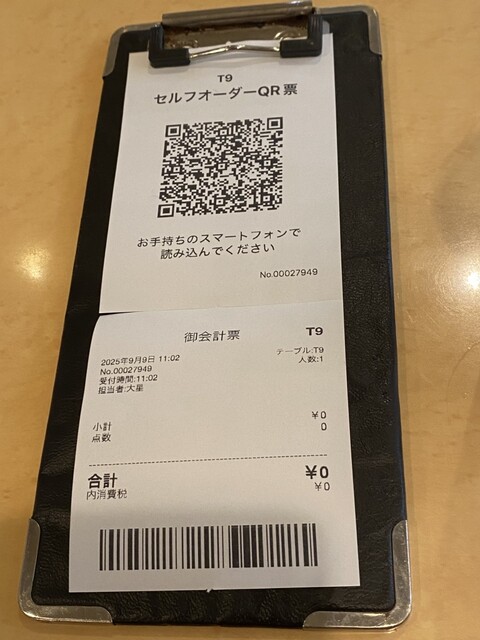 T9
セルフオーダーQR票
お手持ちのスマートフォンで
読み込んでください
No.00027949
御会計票 T9
2025年9月9日 11:02 テーブル:T9
No.00027949 人数:1
受付時間:11:02
担当者:大星
小計 ¥0
点数 0
合計 ¥0
内消費税 ¥0